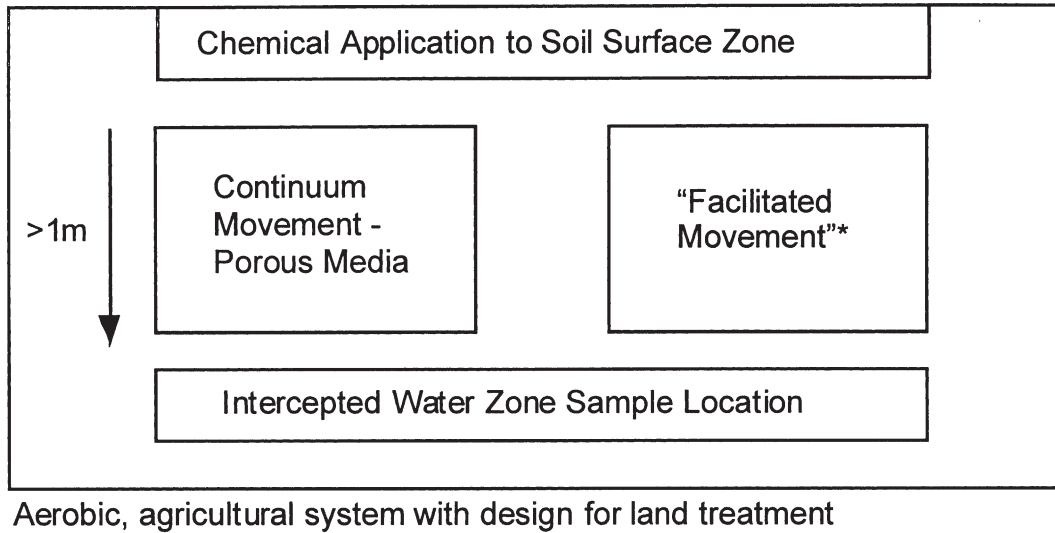 Chemical Application to Soil Surface Zone
>1m
Continuum
Movement -
Porous Media
“Facilitated
Movement”*
Intercepted Water Zone Sample Location
Aerobic, agricultural system with design for land treatment